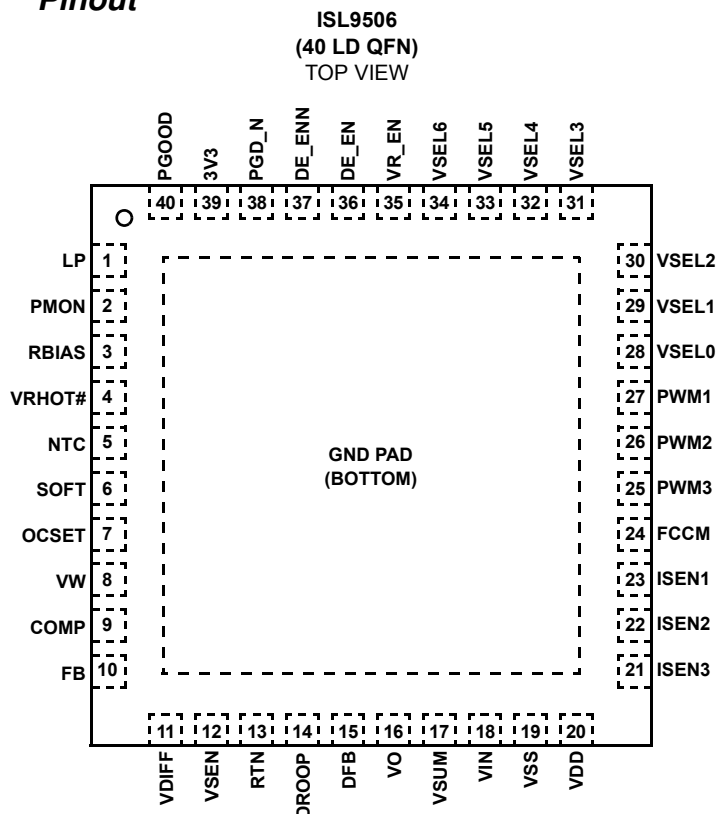 Pinout
ISL9506
(40 LD QFN)
TOP VIEW
PGOOD
3V3
PGD_N
DE_ENN
DE_EN
VR_EN
VSEL6
VSEL5
VSEL4
VSEL3
40 39 38 37 36 35 34 33 32 31
LP 1
30 VSEL2
PMON 2
29 VSEL1
RBIAS 3
28 VSEL0
VRHOT# 4
27 PWM1
NTC 5
26 PWM2
GND PAD
(BOTTOM)
SOFT 6
25 PWM3
OCSET 7
24 FCCM
VW 8
23 ISEN1
COMP 9
22 ISEN2
FB 10
21 ISEN3
11 12 13 14 15 16 17 18 19 20
VDIFF
VSEN
RTN
DROOP
DFB
VO
VSUM
VIN
VSS
VDD